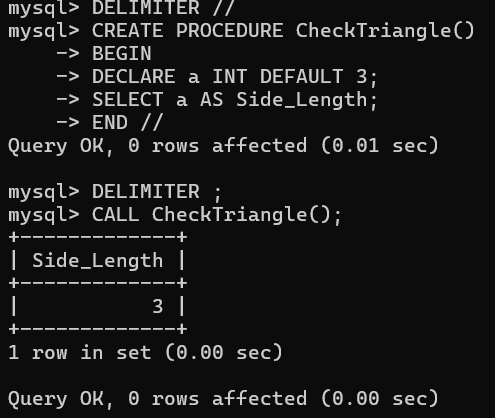 mysql> DELIMITER //
mysql> CREATE PROCEDURE CheckTriangle()
    -> BEGIN
    -> DECLARE a INT DEFAULT 3;
    -> SELECT a AS Side_Length;
    -> END //
Query OK, 0 rows affected (0.01 sec)

mysql> DELIMITER ;
mysql> CALL CheckTriangle();
+-------------+
| Side_Length |
+-------------+
|           3 |
+-------------+
1 row in set (0.00 sec)

Query OK, 0 rows affected (0.00 sec)